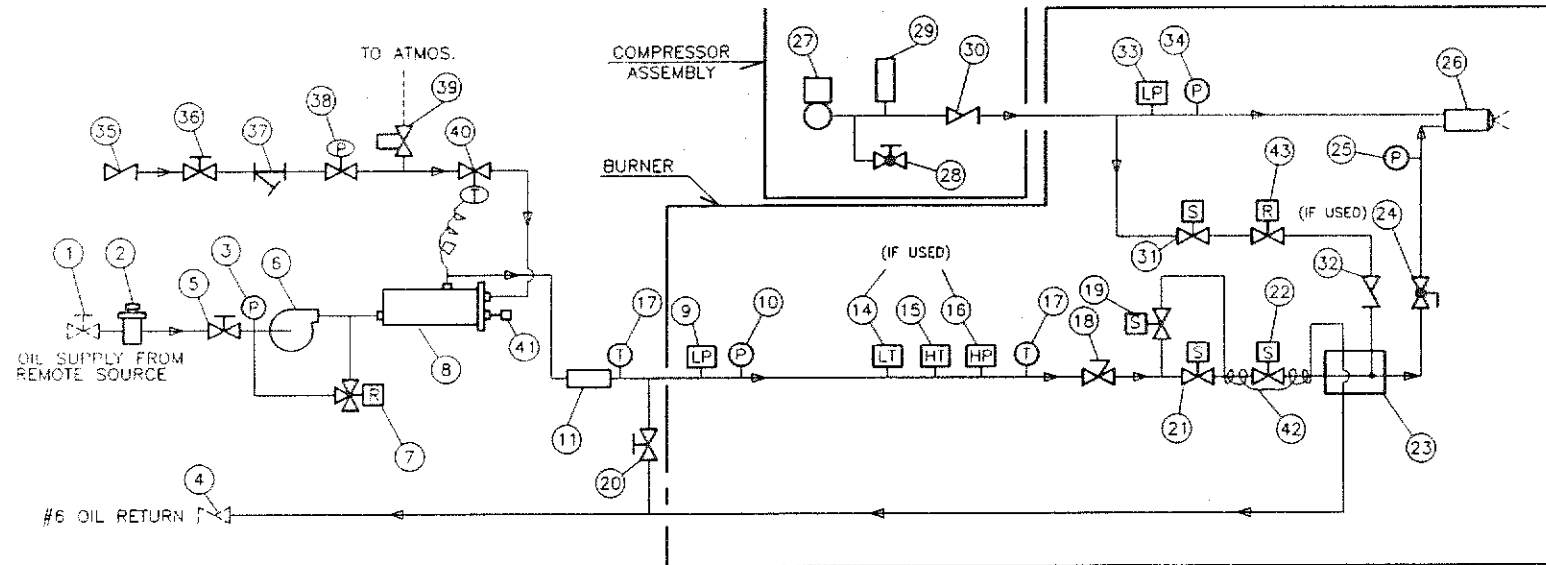 TO ATMOS.
COMPRESSOR
ASSEMBLY
27
29
30
33
34
26
LP
P
35
36
37
38
39
40
P
T
28
BURNER
25
P
43
S
R
(IF USED)
31
32
24
1
2
3
5
6
P
(IF USED)
8
41
OIL SUPPLY FROM
REMOTE SOURCE
R
7
17
9
10
14
15
16
17
18
19
22
T
LP
P
LT
HT
HP
T
S
S
S
11
20
21
42
23
4
#6 OIL RETURN